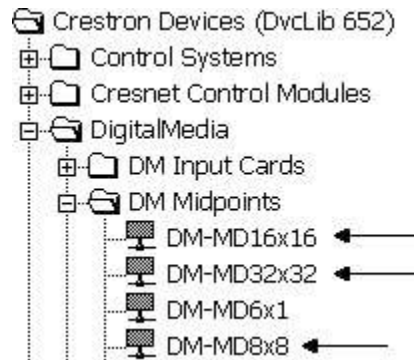 Crestron Devices (DvcLib 652)
Control Systems
Cresnet Control Modules
DigitalMedia
DM Input Cards
DM Midpoints
DM-MD16x16
DM-MD32x32
DM-MD6x1
DM-MD8x8